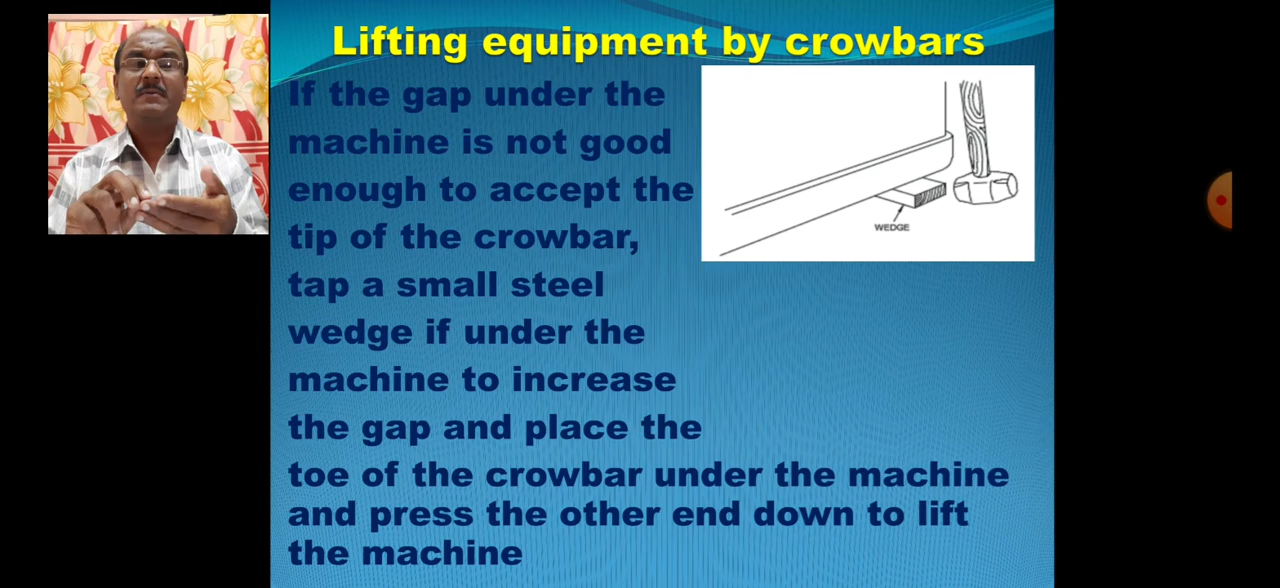 Lifting equipment by crowbars
If the gap under the
machine is not good
enough to accept the
tip of the crowbar,
tap a small steel
wedge if under the
machine to increase
the gap and place the
toe of the crowbar under the machine
and press the other end down to lift
the machine
WEDGE